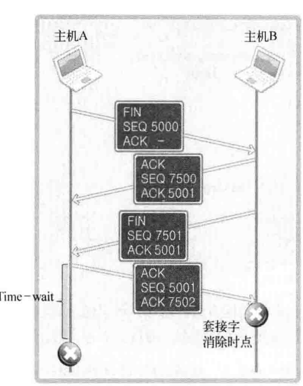 主机A
主机B
FIN
SEQ 5000
ACK -
ACK
SEQ 7500
ACK 5001
FIN
SEQ 7501
ACK 5001
ACK
SEQ 5001
ACK 7502
Time-wait
套接字
消除时点